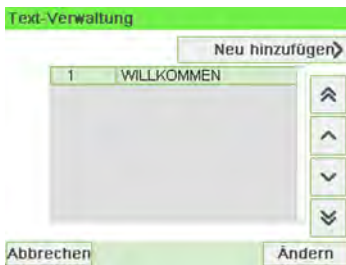 Text-Verwaltung
Neu hinzufügen
1 WILLKOMMEN
Abbrechen Ändern